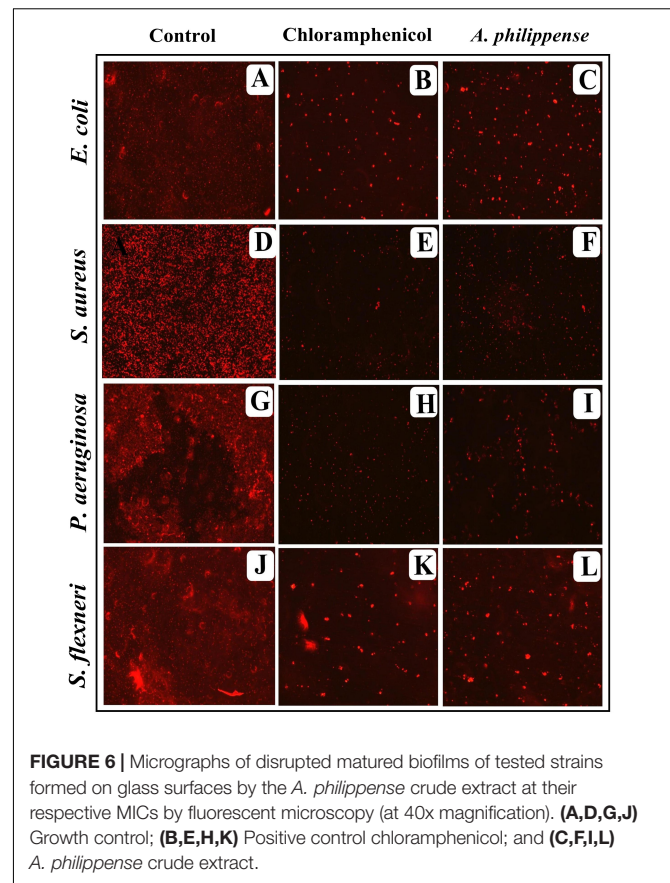 Control Chloramphenicol A. philippense
E. coli A B C
S. aureus A D E F
P. aeruginosa G H I
S. flexneri J K L
FIGURE 6 | Micrographs of disrupted matured biofilms of tested strains
formed on glass surfaces by the A. philippense crude extract at their
respective MICs by fluorescent microscopy (at 40x magnification). (A,D,G,J)
Growth control; (B,E,H,K) Positive control chloramphenicol; and (C,F,I,L)
A. philippense crude extract.